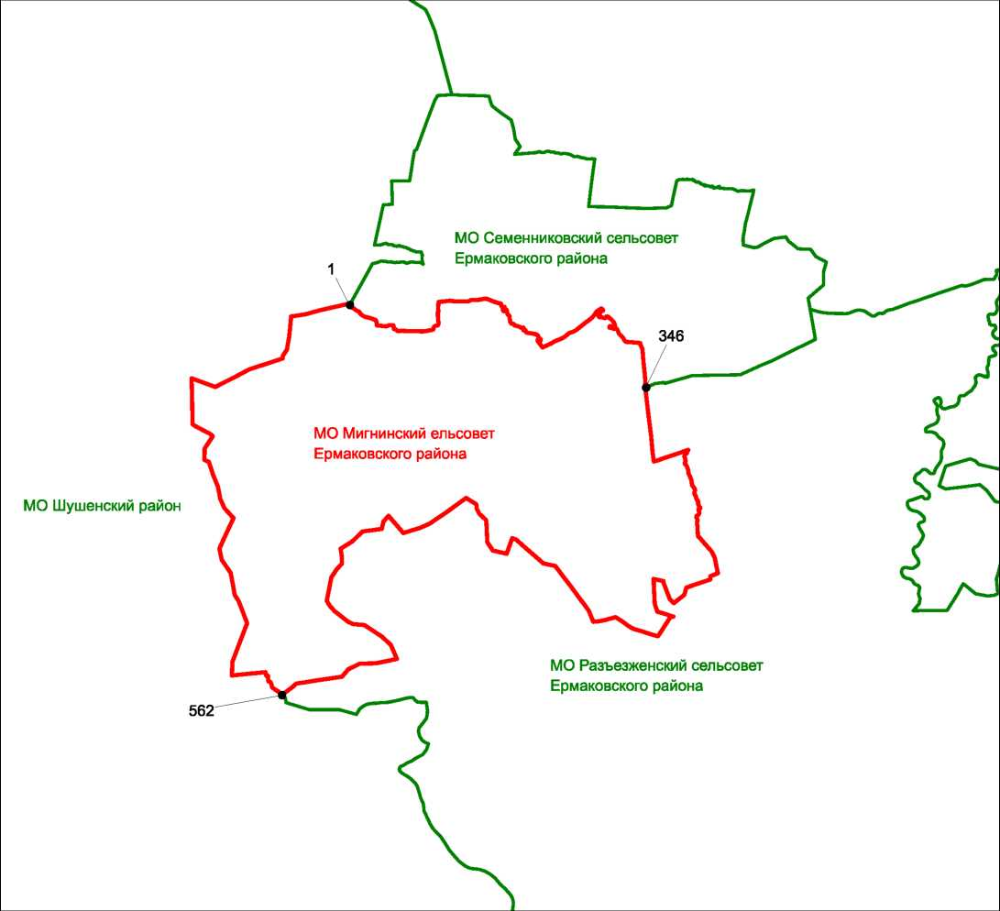 МО Семенниковский сельсовет
Ермаковского района
1
346
МО Мигнинский ельсовет
Ермаковского района
МО Шушенский район
МО Разъезженский сельсовет
Ермаковского района
562